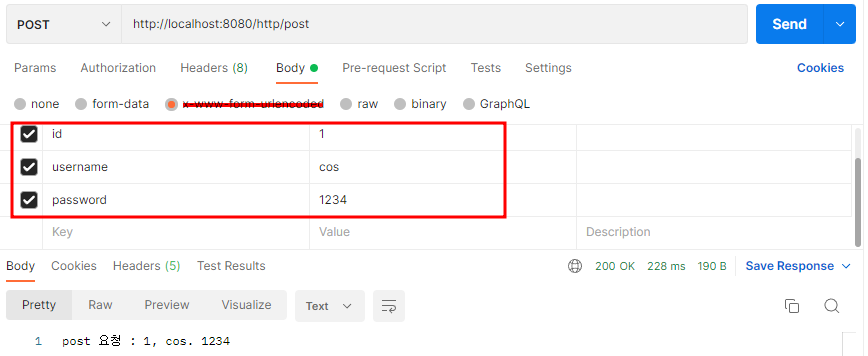 POST http://localhost:8080/http/post Send
Params Authorization Headers (8) Body Pre-request Script Tests Settings Cookies
none form-data x-www-form-urlencoded raw binary GraphQL
id 1
username cos
password 1234
Key Value Description
Body Cookies Headers (5) Test Results 200 OK 228 ms 190 B Save Response
Pretty Raw Preview Visualize Text
1 post 요청 : 1, cos. 1234